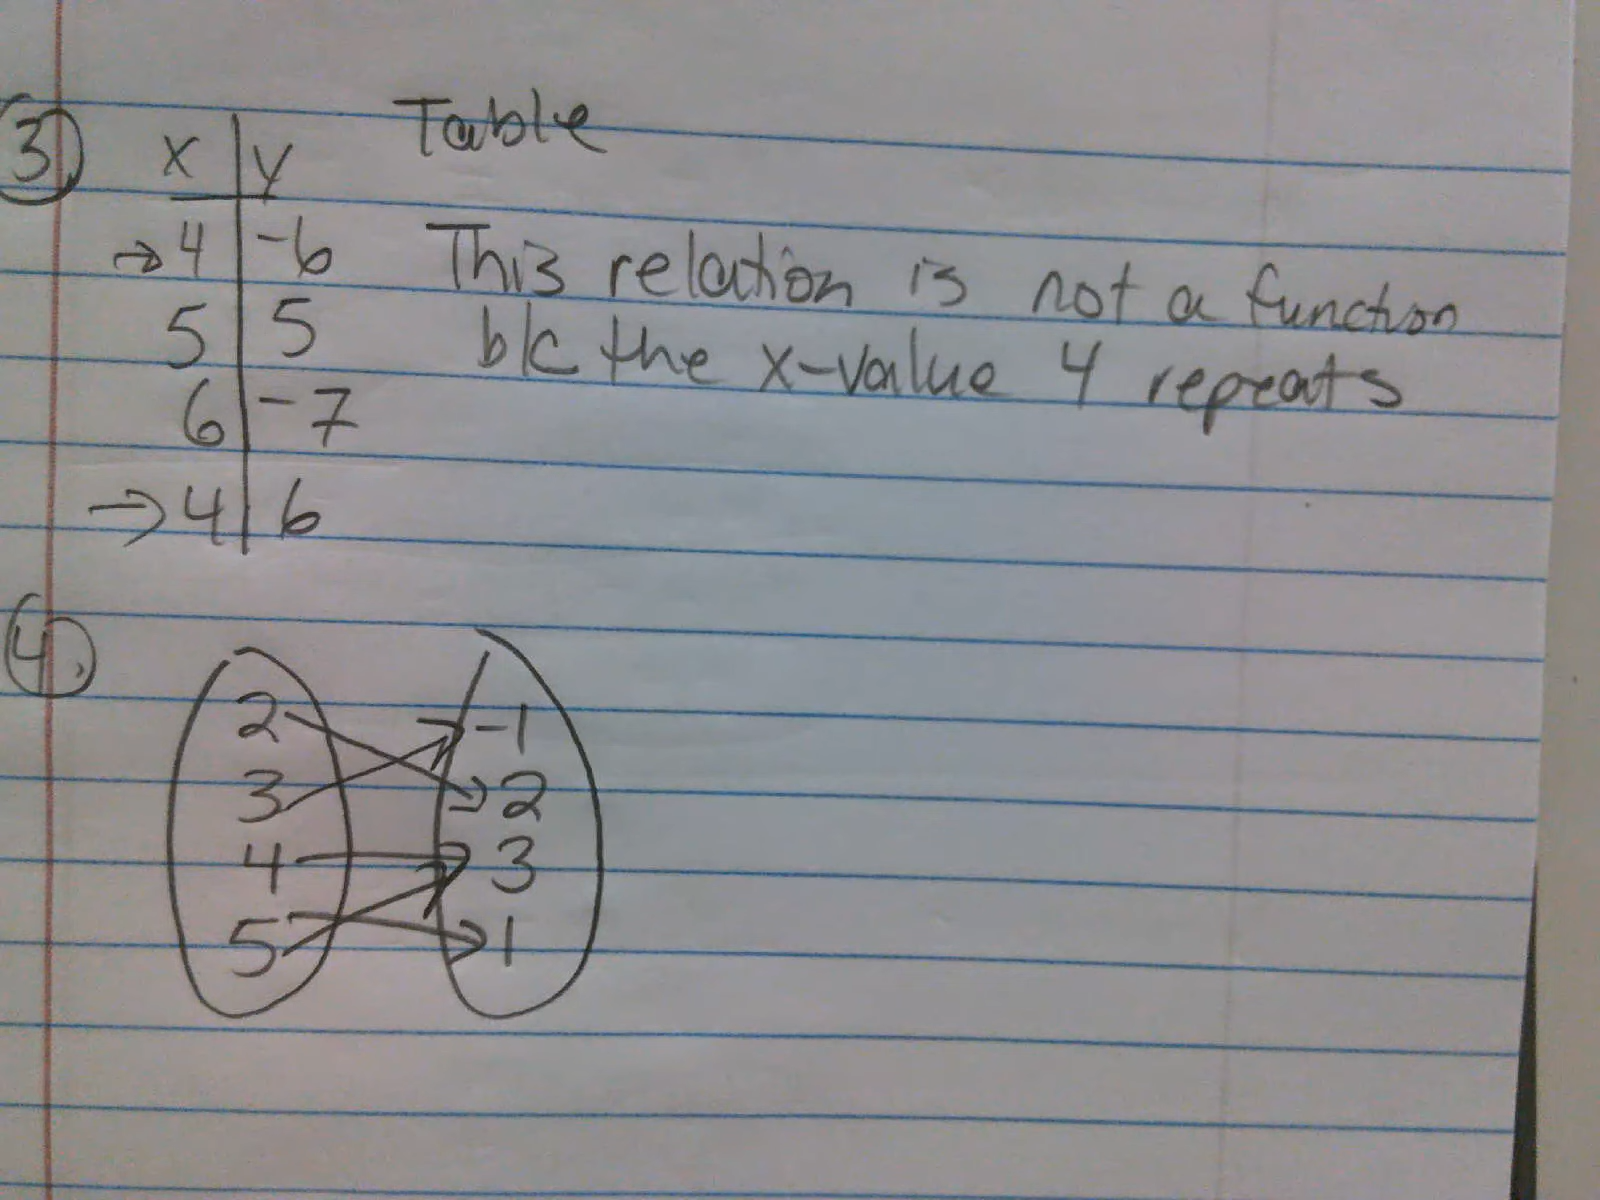 3) x | y Table
→ 4 | -6 This relation is not a function
5 | 5 b/c the x-value 4 repeats
6 | -7
→ 4 | 6
4.
2 -1
3 2
4 3
5 1